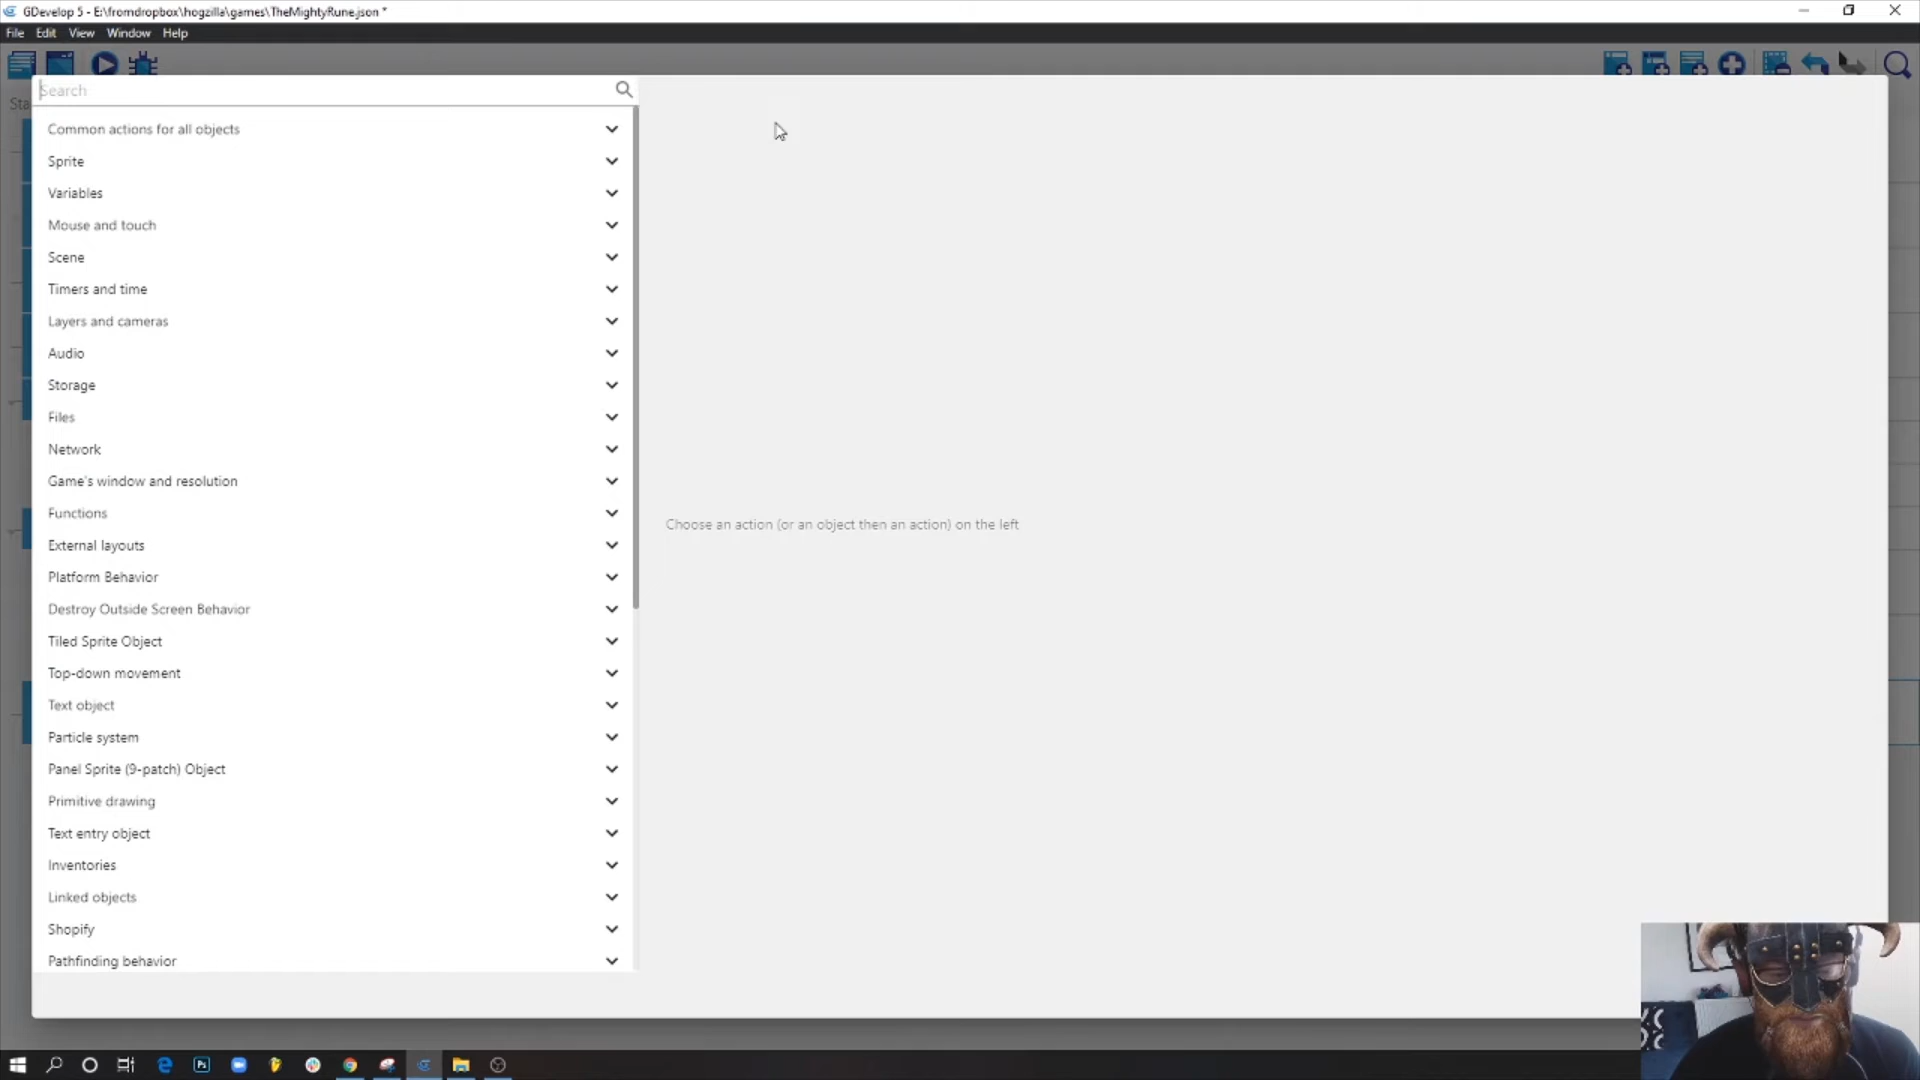 GDevelop 5 - E:\fromdropbox\hogzilla\games\TheMightyRune.json *
File Edit View Window Help
Search
Sta
Common actions for all objects
Sprite
Variables
Mouse and touch
Scene
Timers and time
Layers and cameras
Audio
Storage
Files
Network
Game's window and resolution
Functions
External layouts
Platform Behavior
Destroy Outside Screen Behavior
Tiled Sprite Object
Top-down movement
Text object
Particle system
Panel Sprite (9-patch) Object
Primitive drawing
Text entry object
Inventories
Linked objects
Shopify
Pathfinding behavior
Choose an action (or an object then an action) on the left
Ps